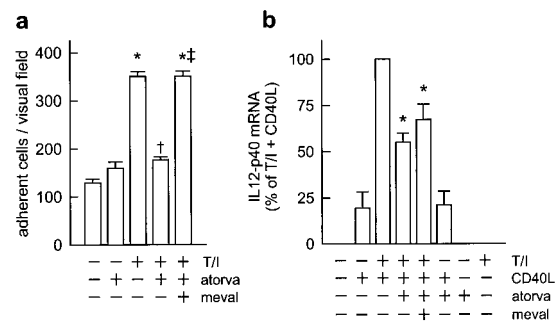 a
adherent cells / visual field
400
300
200
100
0
* † *‡
− − + + + T/I
− + − + + atorva
− − − − + meval
b
IL12-p40 mRNA
(% of T/I + CD40L)
100
75
50
25
0
* *
− − + + + − − + T/I
− + + + + + − − CD40L
− − − + + + + − atorva
− − − − + − − − meval